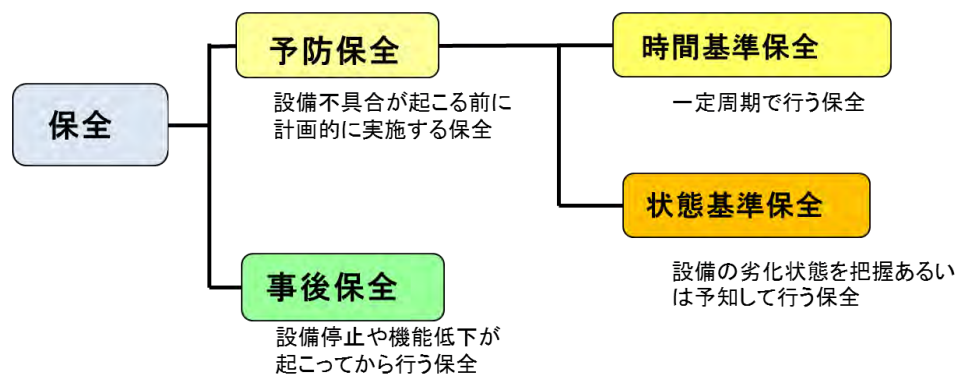 保全
予防保全
設備不具合が起こる前に
計画的に実施する保全
時間基準保全
一定周期で行う保全
状態基準保全
設備の劣化状態を把握あるい
は予知して行う保全
事後保全
設備停止や機能低下が
起こってから行う保全